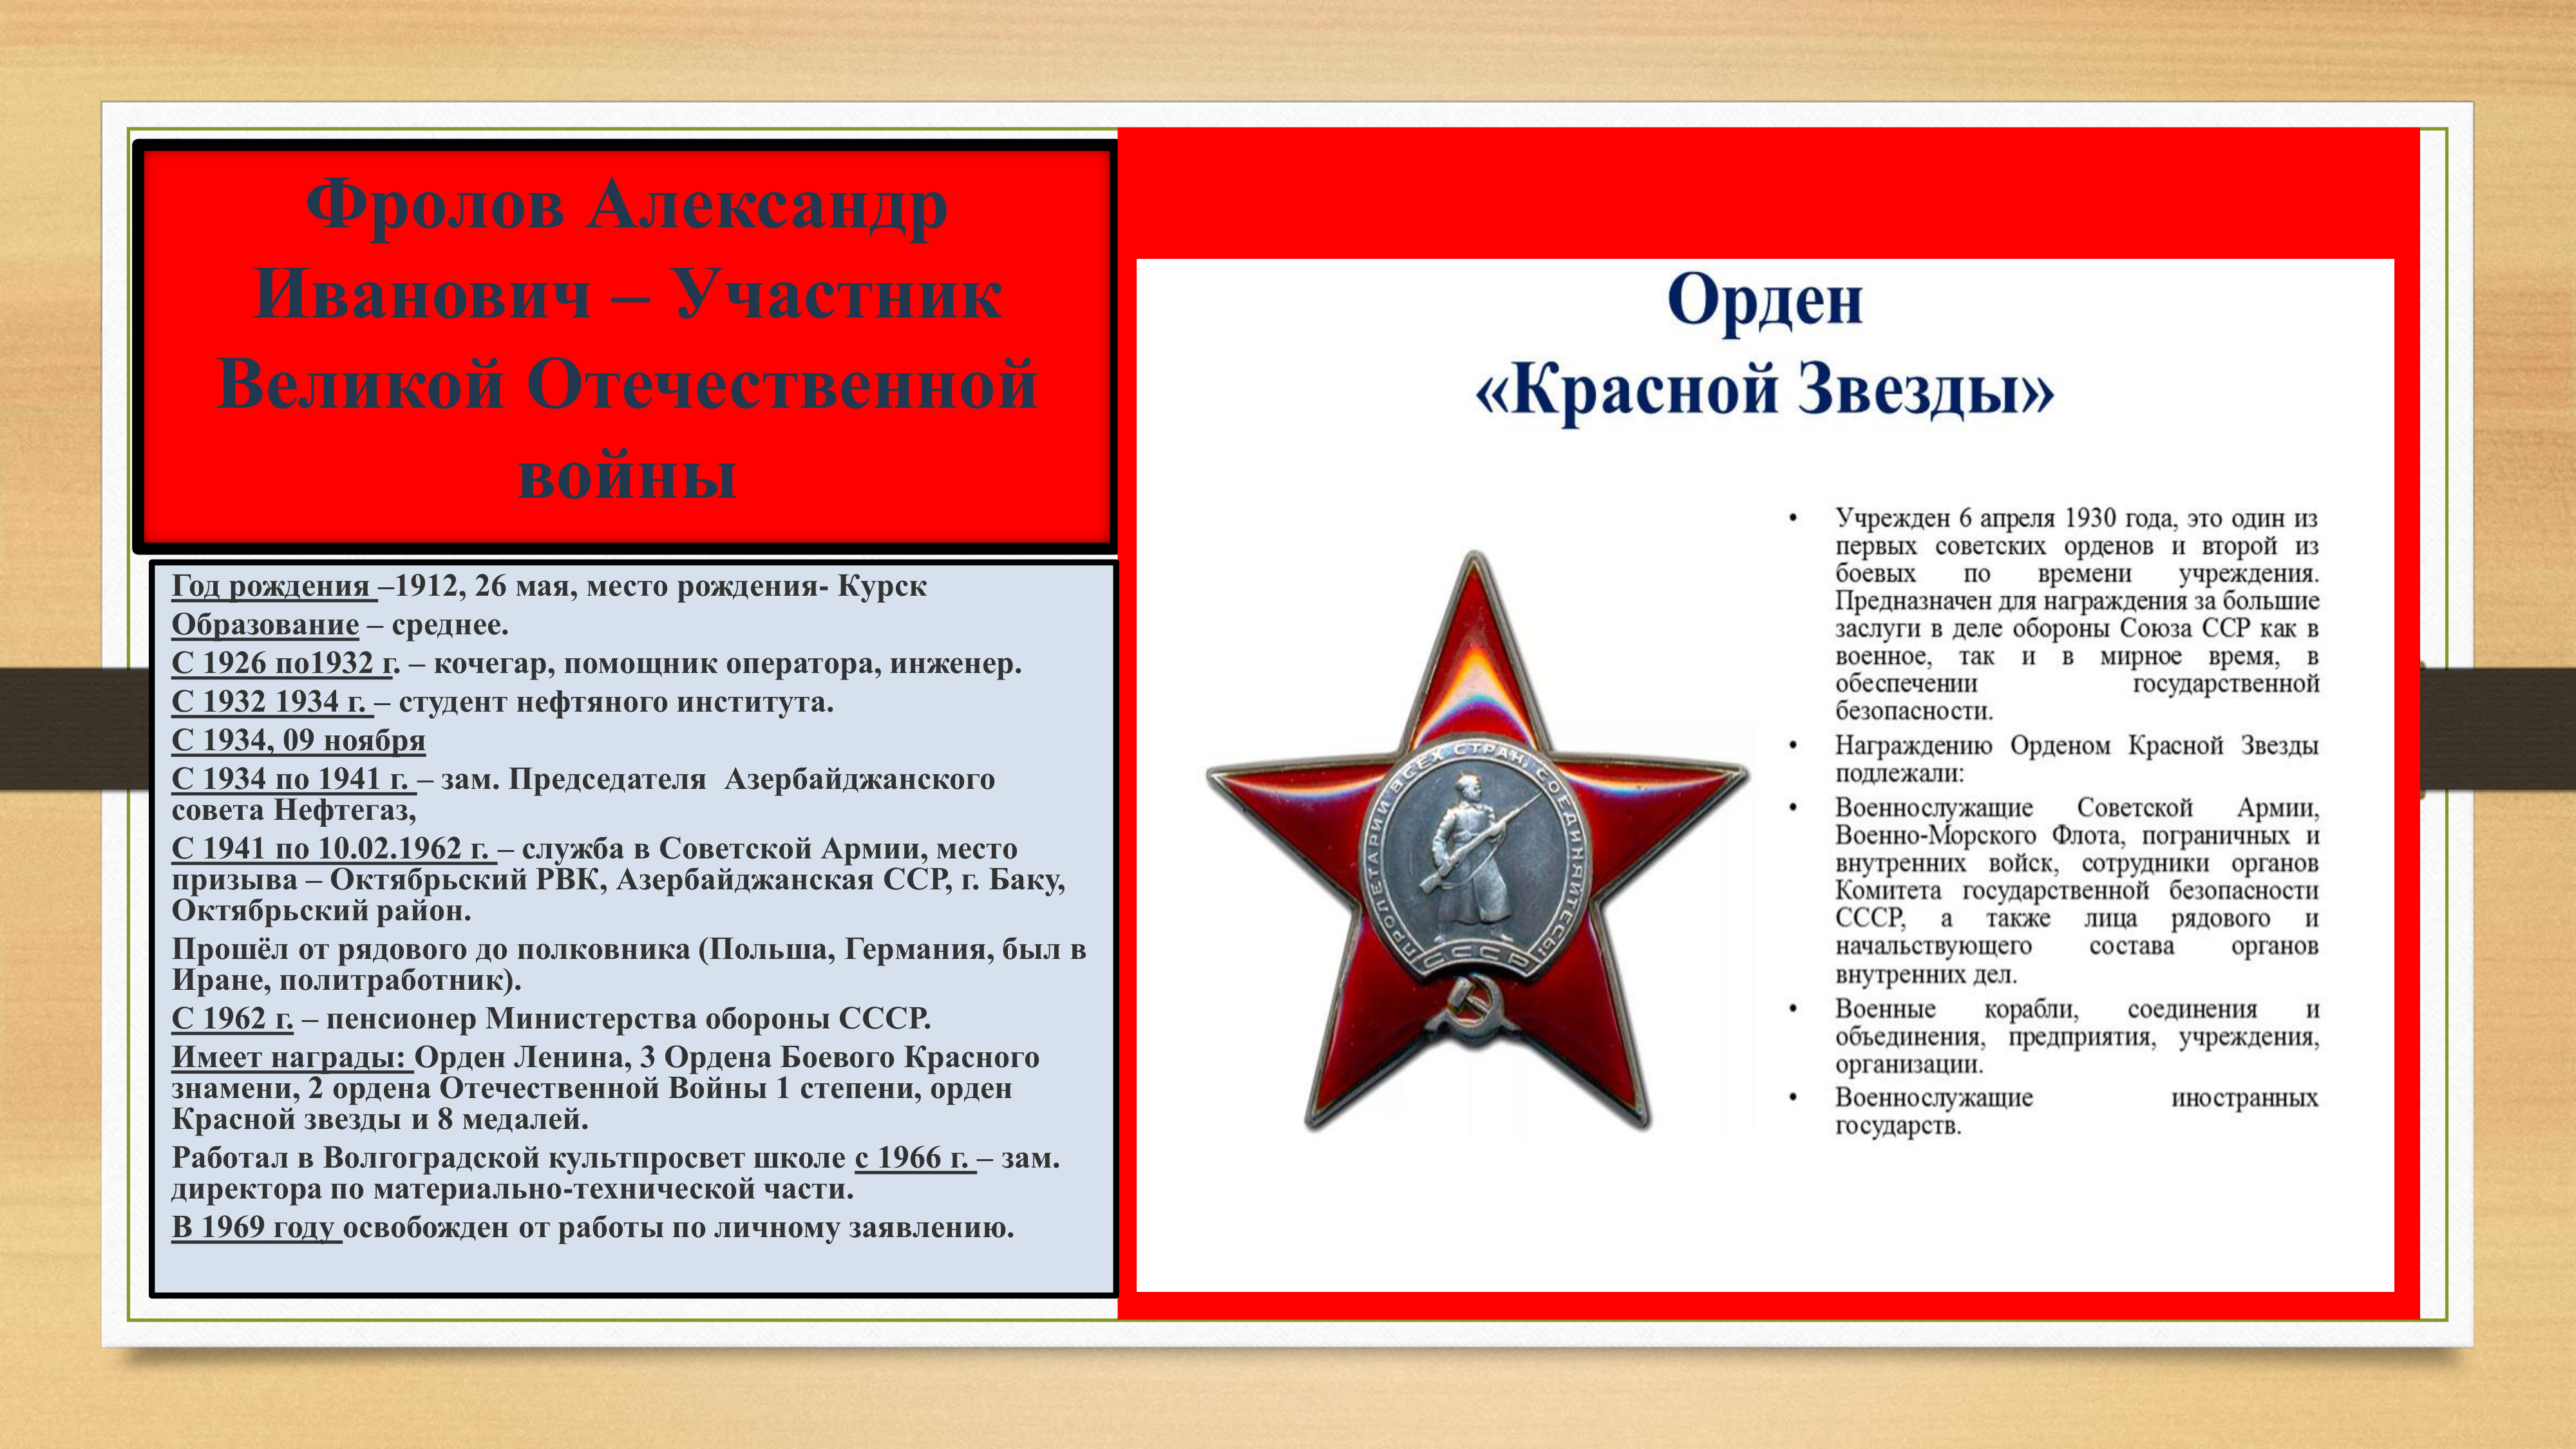 Фролов Александр
Иванович – Участник
Великой Отечественной
войны
Год рождения –1912, 26 мая, место рождения- Курск
Образование – среднее.
С 1926 по1932 г. – кочегар, помощник оператора, инженер.
С 1932 1934 г. – студент нефтяного института.
С 1934, 09 ноября
С 1934 по 1941 г. – зам. Председателя Азербайджанского
совета Нефтегаз,
С 1941 по 10.02.1962 г. – служба в Советской Армии, место
призыва – Октябрьский РВК, Азербайджанская ССР, г. Баку,
Октябрьский район.
Прошёл от рядового до полковника (Польша, Германия, был в
Иране, политработник).
С 1962 г. – пенсионер Министерства обороны СССР.
Имеет награды: Орден Ленина, 3 Ордена Боевого Красного
знамени, 2 ордена Отечественной Войны 1 степени, орден
Красной звезды и 8 медалей.
Работал в Волгоградской культпросвет школе с 1966 г. – зам.
директора по материально-технической части.
В 1969 году освобожден от работы по личному заявлению.
Орден
«Красной Звезды»
ПРОЛЕТАРИИ ВСЕХ СТРАН, СОЕДИНЯЙТЕСЬ!
СССР
• Учрежден 6 апреля 1930 года, это один из
первых советских орденов и второй из
боевых по времени учреждения.
Предназначен для награждения за большие
заслуги в деле обороны Союза ССР как в
военное, так и в мирное время, в
обеспечении государственной
безопасности.
• Награждению Орденом Красной Звезды
подлежали:
• Военнослужащие Советской Армии,
Военно-Морского Флота, пограничных и
внутренних войск, сотрудники органов
Комитета государственной безопасности
СССР, а также лица рядового и
начальствующего состава органов
внутренних дел.
• Военные корабли, соединения и
объединения, предприятия, учреждения,
организации.
• Военнослужащие иностранных
государств.